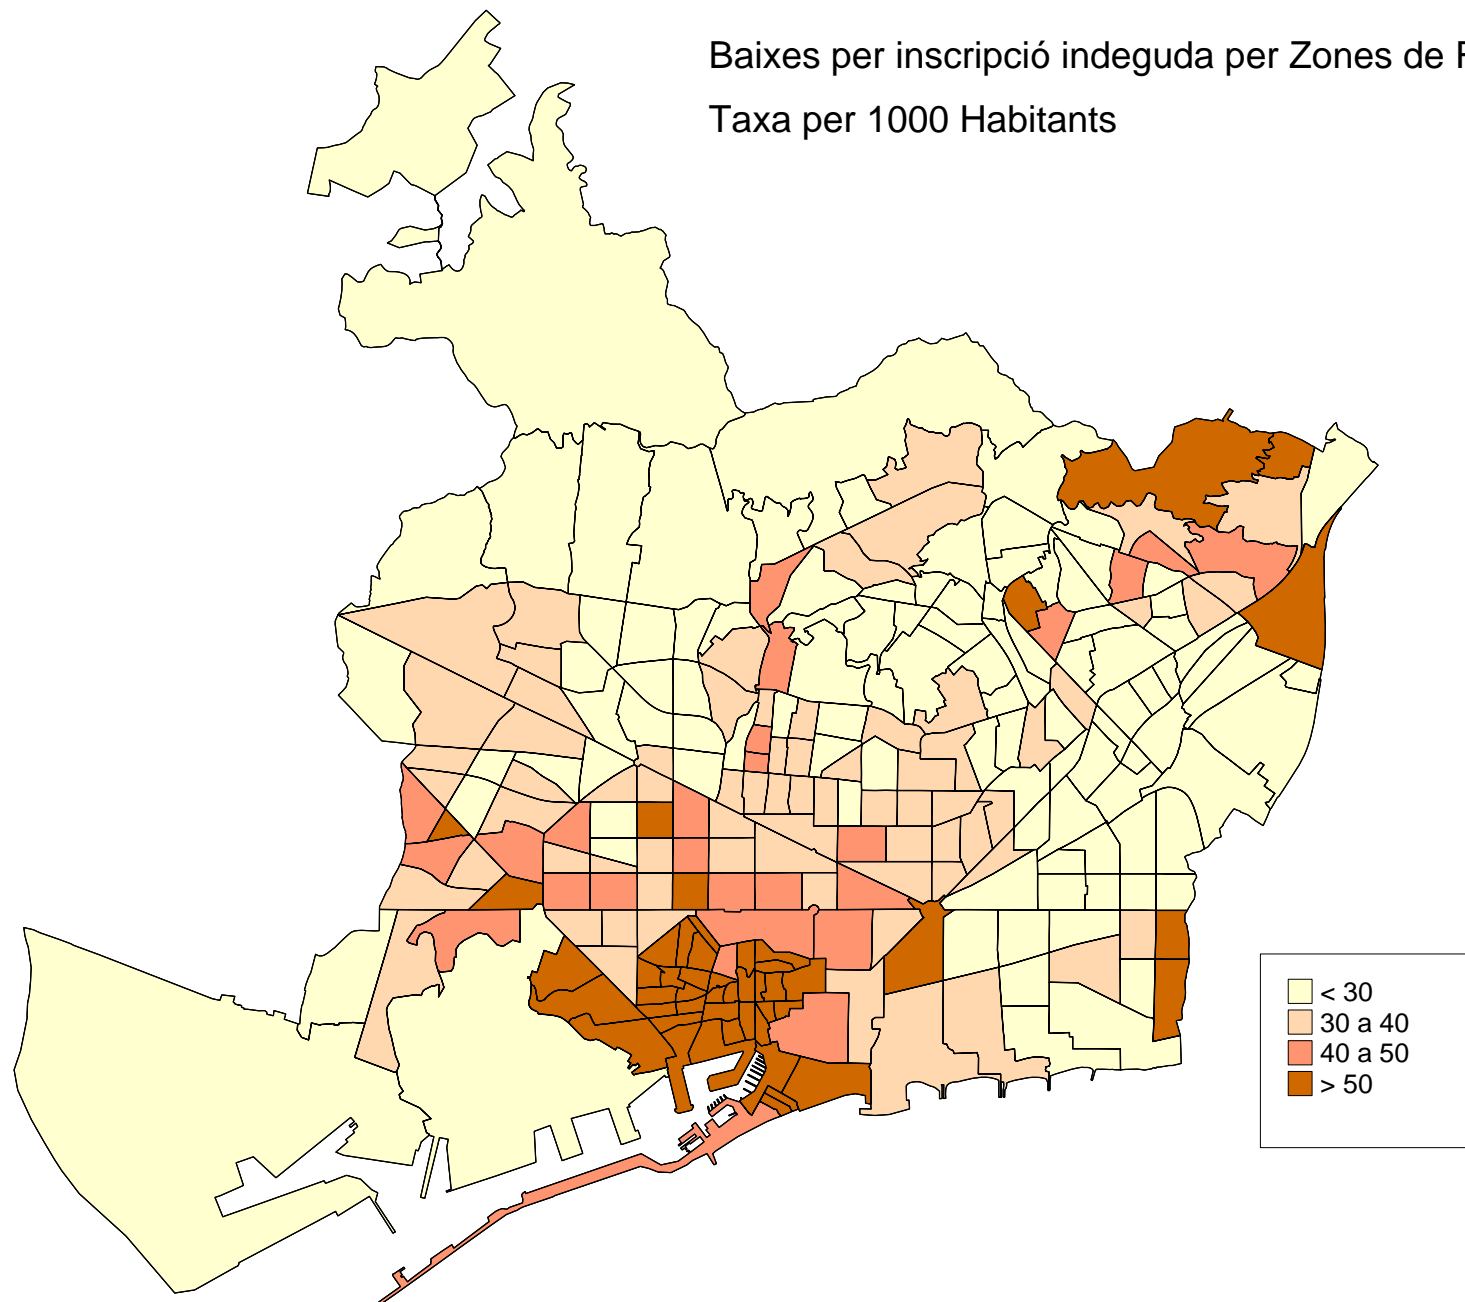 Baixes per inscripció indeguda per Zones de
Taxa per 1000 Habitants
< 30
30 a 40
40 a 50
> 50